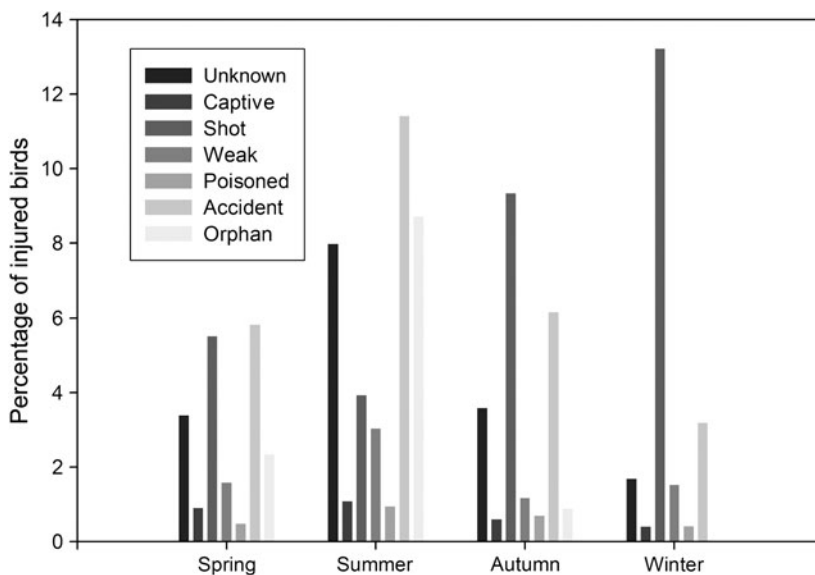 14
12
10
8
6
4
2
0
Percentage of injured birds
Unknown
Captive
Shot
Weak
Poisoned
Accident
Orphan
Spring
Summer
Autumn
Winter